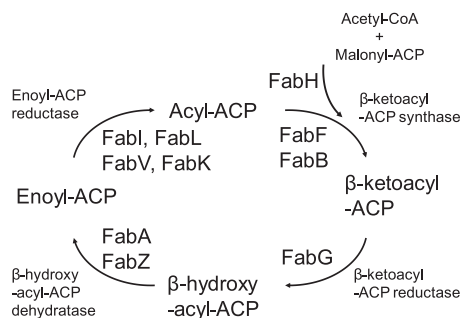 Acetyl-CoA
+
Malonyl-ACP
FabH
Enoyl-ACP
reductase
Acyl-ACP
β-ketoacyl
-ACP synthase
FabI, FabL
FabV, FabK
FabF
FabB
Enoyl-ACP
β-ketoacyl
-ACP
FabA
FabZ
FabG
β-hydroxy
-acyl-ACP
dehydratase
β-hydroxy
-acyl-ACP
β-ketoacyl
-ACP reductase